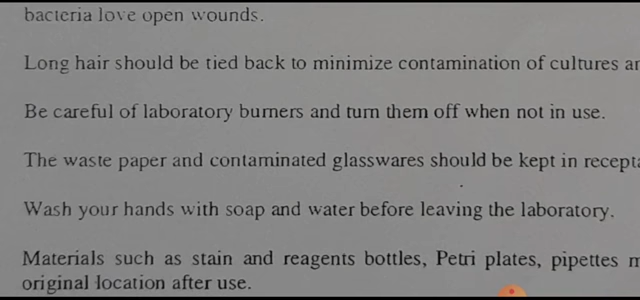 bacteria love open wounds.
Long hair should be tied back to minimize contamination of cultures
Be careful of laboratory burners and turn them off when not in use.
The waste paper and contaminated glasswares should be kept in
Wash your hands with soap and water before leaving the laboratory.
Materials such as stain and reagents bottles, Petri plates, pipettes
original location after use.